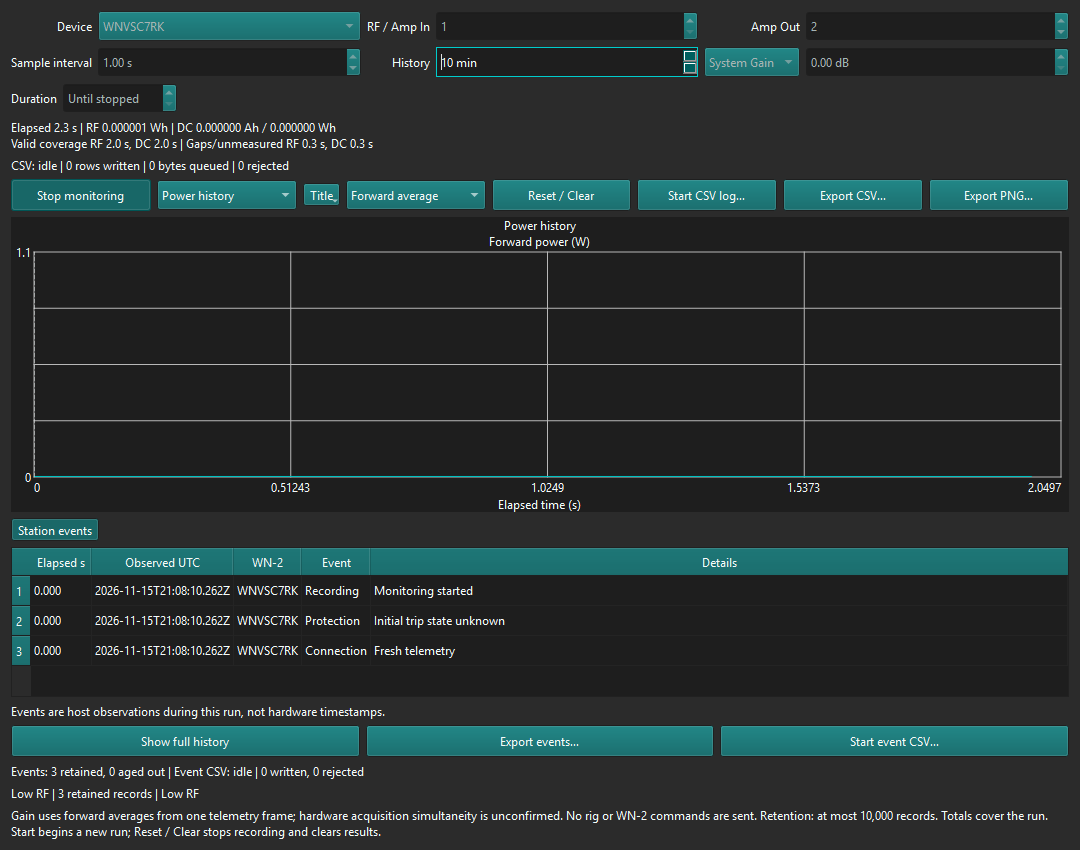 Device WNVSC7RK RF / Amp In 1 Amp Out 2
Sample interval 1.00 s History 10 min System Gain 0.00 dB
Duration Until stopped
Elapsed 2.3 s | RF 0.000001 Wh | DC 0.000000 Ah / 0.000000 Wh
Valid coverage RF 2.0 s, DC 2.0 s | Gaps/unmeasured RF 0.3 s, DC 0.3 s
CSV: idle | 0 rows written | 0 bytes queued | 0 rejected
Stop monitoring Power history Title Forward average Reset / Clear Start CSV log... Export CSV... Export PNG...
Power history
Forward power (W)
1.1
0
0 0.51243 1.0249 1.5373 2.0497
Elapsed time (s)
Station events
Elapsed s Observed UTC WN-2 Event Details
1 0.000 2026-11-15T21:08:10.262Z WNVSC7RK Recording Monitoring started
2 0.000 2026-11-15T21:08:10.262Z WNVSC7RK Protection Initial trip state unknown
3 0.000 2026-11-15T21:08:10.262Z WNVSC7RK Connection Fresh telemetry
Events are host observations during this run, not hardware timestamps.
Show full history Export events... Start event CSV...
Events: 3 retained, 0 aged out | Event CSV: idle | 0 written, 0 rejected
Low RF | 3 retained records | Low RF
Gain uses forward averages from one telemetry frame; hardware acquisition simultaneity is unconfirmed. No rig or WN-2 commands are sent. Retention: at most 10,000 records. Totals cover the run.
Start begins a new run; Reset / Clear stops recording and clears results.